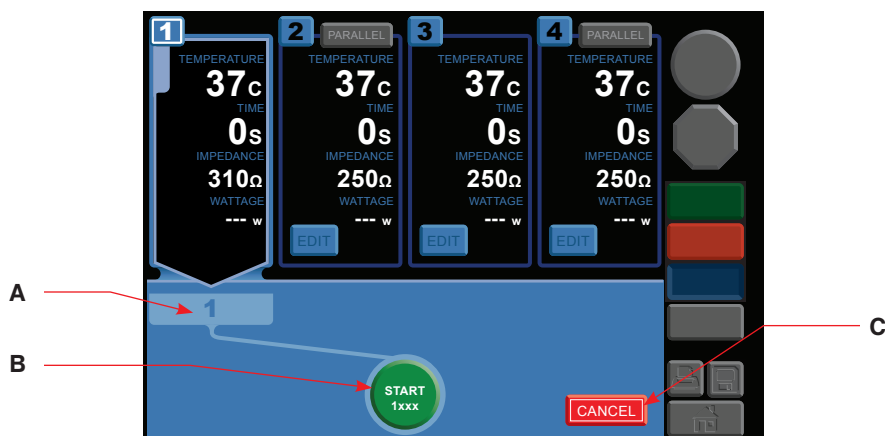 1
TEMPERATURE
37C
TIME
0S
IMPEDANCE
310Ω
WATTAGE
--- w
2 PARALLEL
TEMPERATURE
37C
TIME
0S
IMPEDANCE
250Ω
WATTAGE
--- w
EDIT
3
TEMPERATURE
37C
TIME
0S
IMPEDANCE
250Ω
WATTAGE
--- w
EDIT
4 PARALLEL
TEMPERATURE
37C
TIME
0S
IMPEDANCE
250Ω
WATTAGE
--- w
EDIT
A
1
B
START
1xxx
CANCEL
C